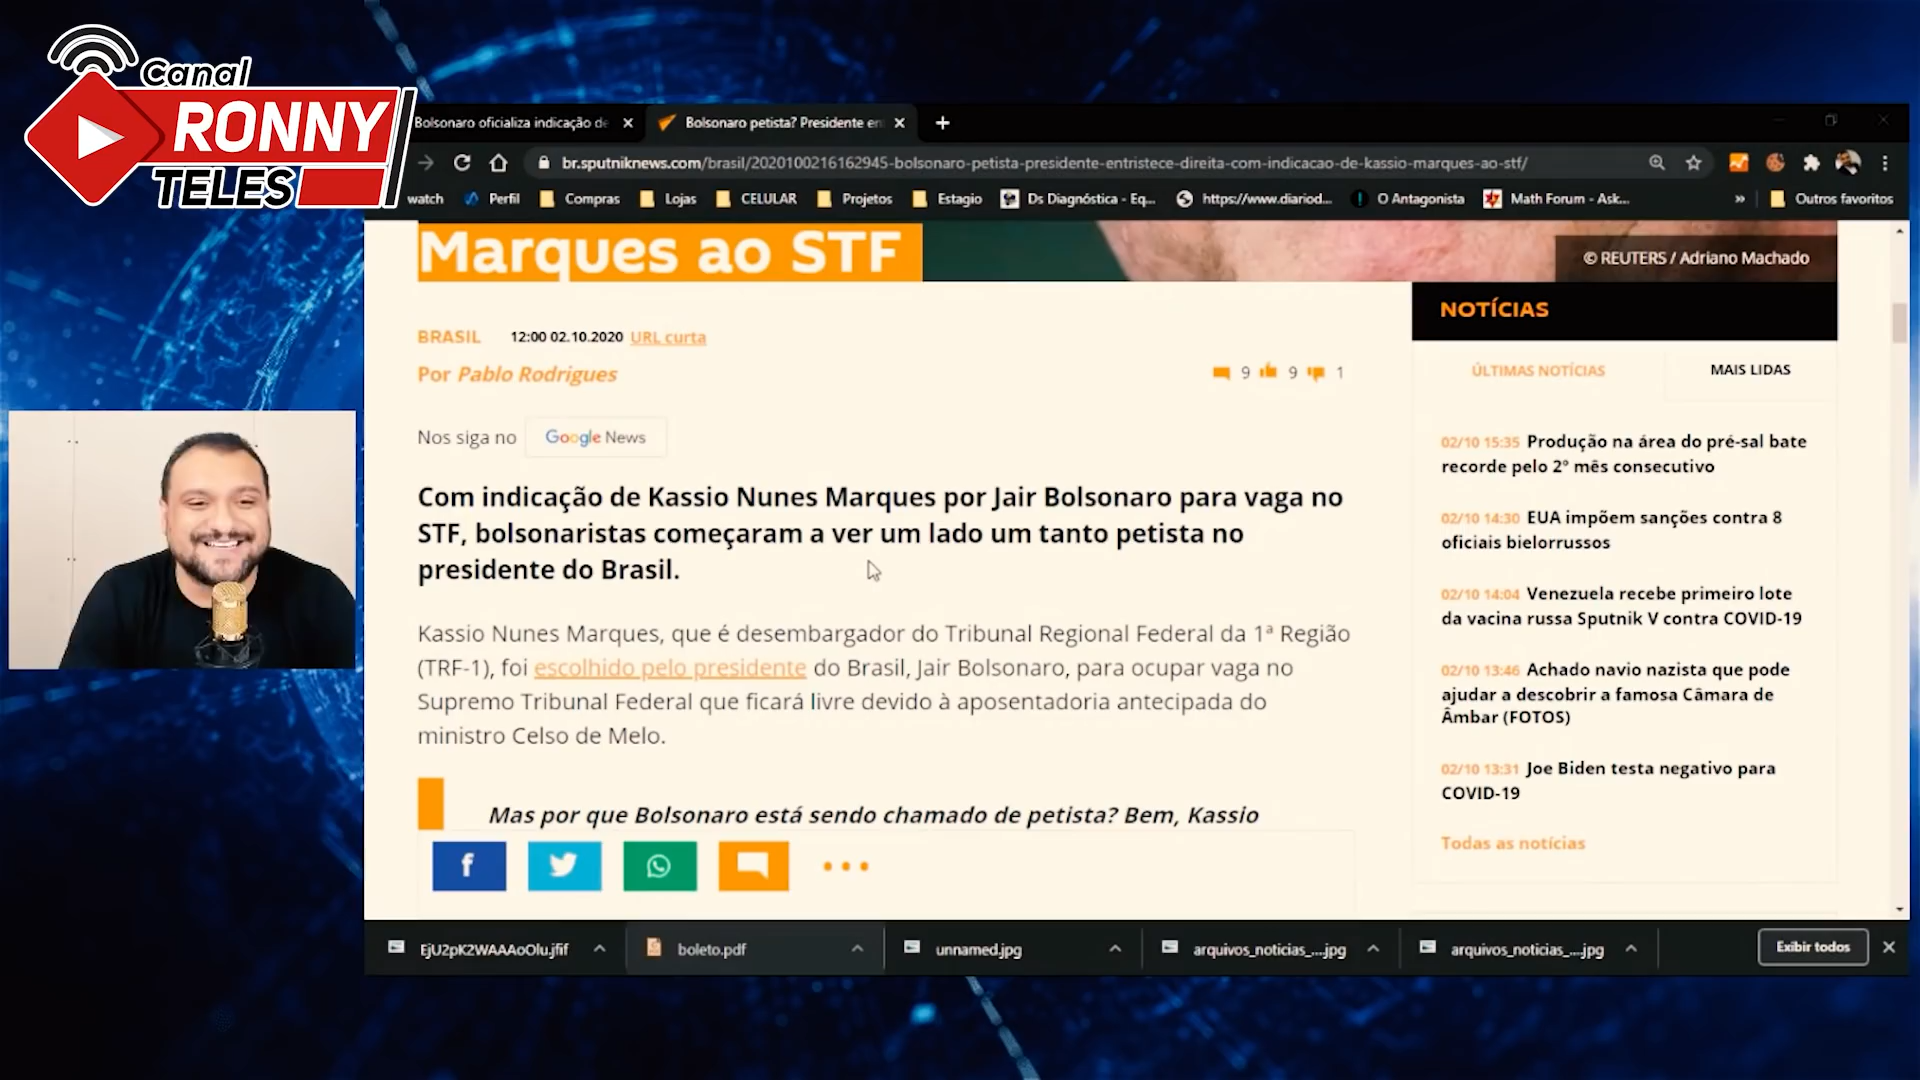 Canal
RONNY
TELES
Bolsonaro oficializa indicação de
Bolsonaro petista? Presidente en
br.sputniknews.com/brasil/2020100216162945-bolsonaro-petista-presidente-entristece-direita-com-indicacao-de-kassio-marques-ao-stf/
watch
Perfil
Compras
Lojas
CELULAR
Projetos
Estagio
Ds Diagnóstica - Eq...
https://www.diariod...
O Antagonista
Math Forum - Ask...
»
Outros favoritos
Marques ao STF
© REUTERS / Adriano Machado
BRASIL 12:00 02.10.2020 URL curta
Por Pablo Rodrigues
9 9 1
Nos siga no Google News
Com indicação de Kassio Nunes Marques por Jair Bolsonaro para vaga no
STF, bolsonaristas começaram a ver um lado um tanto petista no
presidente do Brasil.
Kassio Nunes Marques, que é desembargador do Tribunal Regional Federal da 1ª Região
(TRF-1), foi escolhido pelo presidente do Brasil, Jair Bolsonaro, para ocupar vaga no
Supremo Tribunal Federal que ficará livre devido à aposentadoria antecipada do
ministro Celso de Melo.
Mas por que Bolsonaro está sendo chamado de petista? Bem, Kassio
NOTÍCIAS
ÚLTIMAS NOTÍCIAS
MAIS LIDAS
02/10 15:35 Produção na área do pré-sal bate
recorde pelo 2º mês consecutivo
02/10 14:30 EUA impõem sanções contra 8
oficiais bielorrussos
02/10 14:04 Venezuela recebe primeiro lote
da vacina russa Sputnik V contra COVID-19
02/10 13:46 Achado navio nazista que pode
ajudar a descobrir a famosa Câmara de
Âmbar (FOTOS)
02/10 13:31 Joe Biden testa negativo para
COVID-19
Todas as notícias
EjU2pK2WAAAoOlu.jfif
boleto.pdf
unnamed.jpg
arquivos_noticias_....jpg
arquivos_noticias_....jpg
Exibir todos